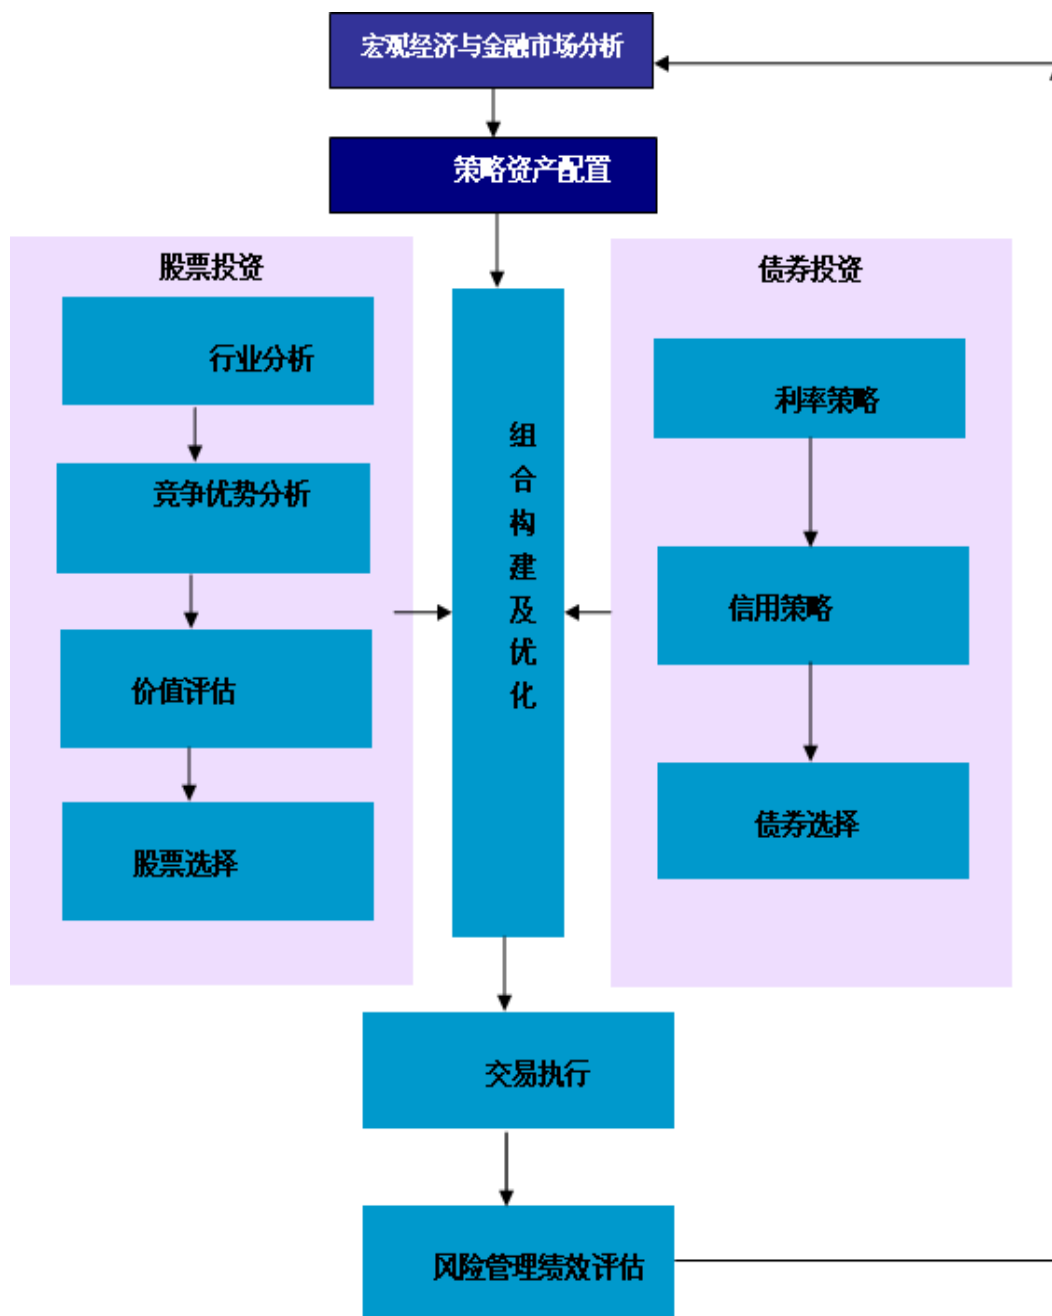 宏观经济与金融市场分析
策略资产配置
股票投资
行业分析
竞争优势分析
价值评估
股票选择
组合构建及优化
债券投资
利率策略
信用策略
债券选择
交易执行
风险管理绩效评估